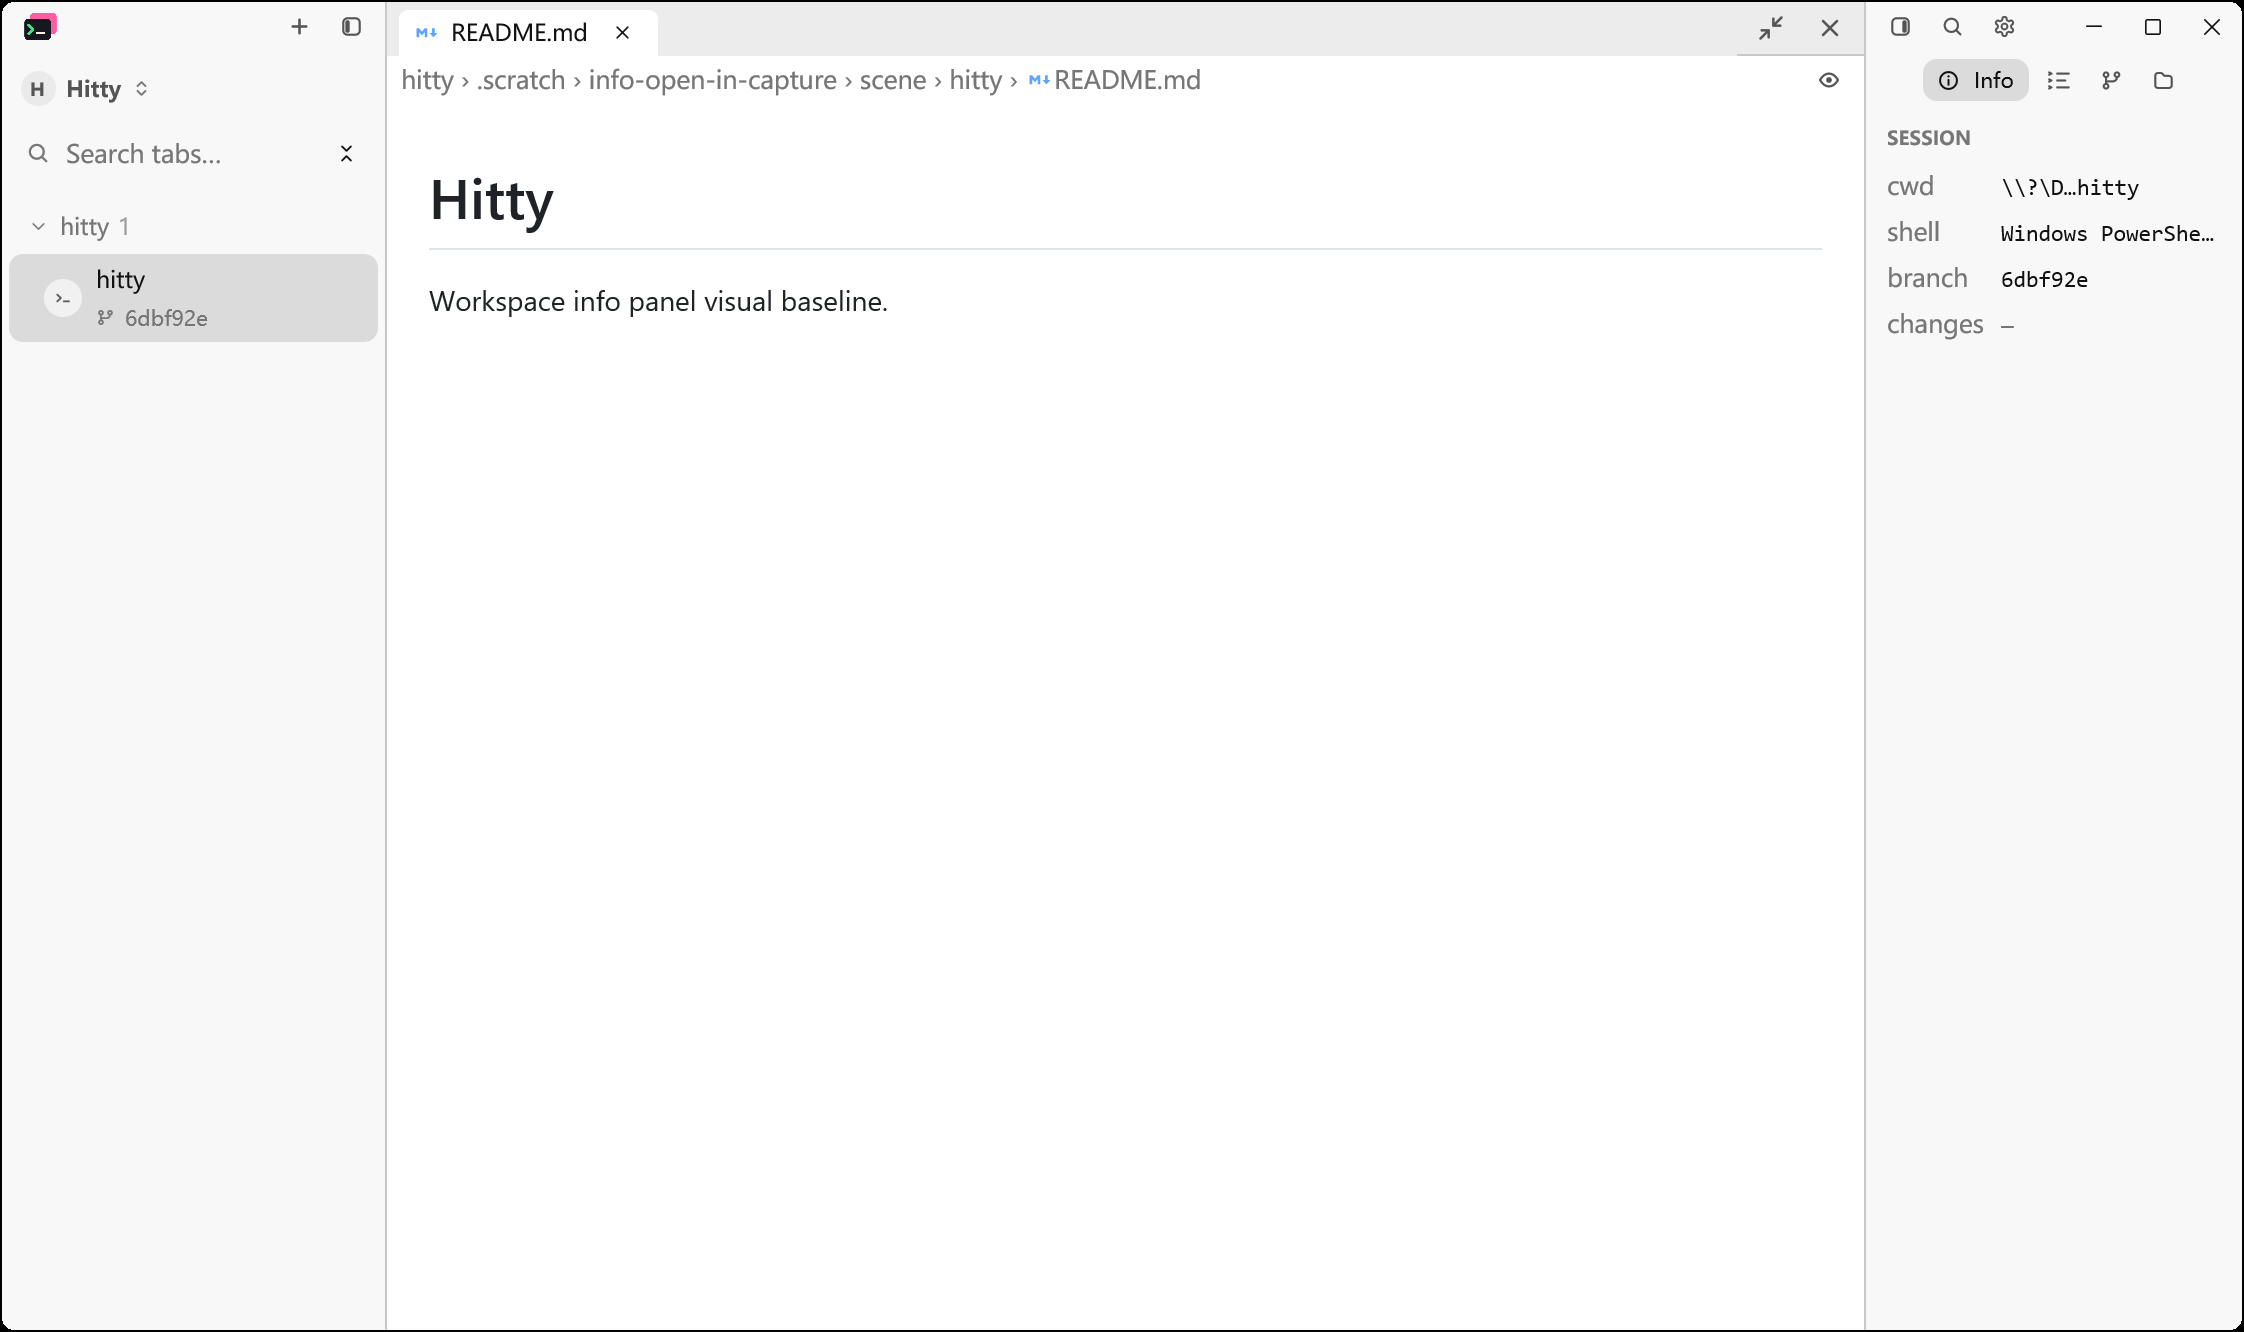 H Hitty
Search tabs...
hitty 1
hitty
6dbf92e
README.md
hitty › .scratch › info-open-in-capture › scene › hitty › README.md
Hitty
Workspace info panel visual baseline.
Info
SESSION
cwd \\?\D…hitty
shell Windows PowerShe…
branch 6dbf92e
changes –